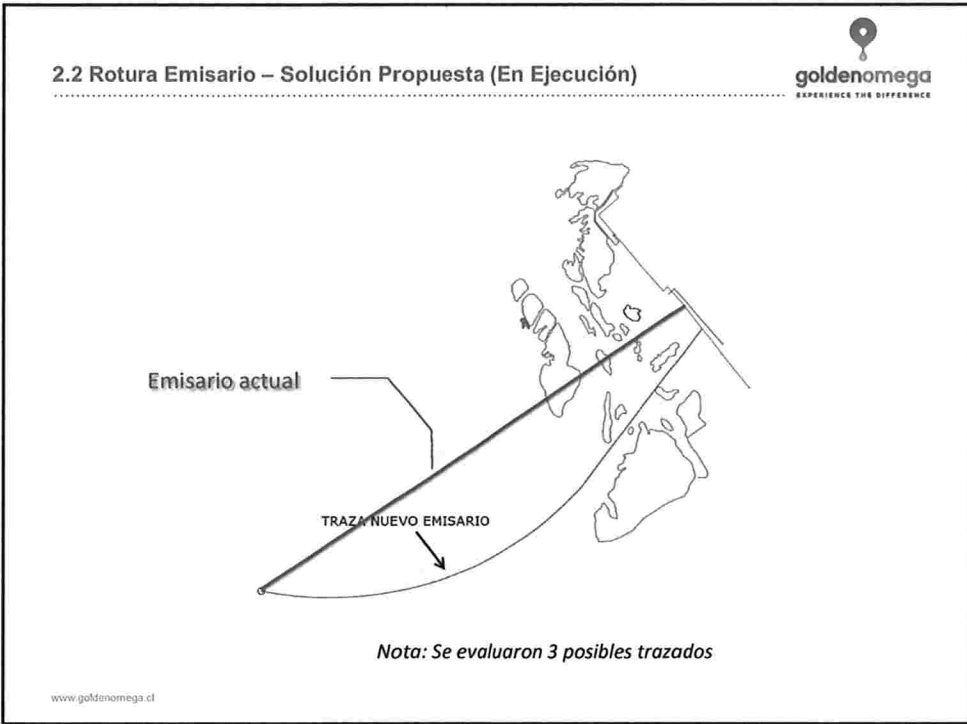 2.2 Rotura Emisario – Solución Propuesta (En Ejecución)
goldenomega
EXPERIENCE THE DIFFERENCE
Emisario actual
TRAZA NUEVO EMISARIO
Nota: Se evaluaron 3 posibles trazados
www.goldenomega.cl